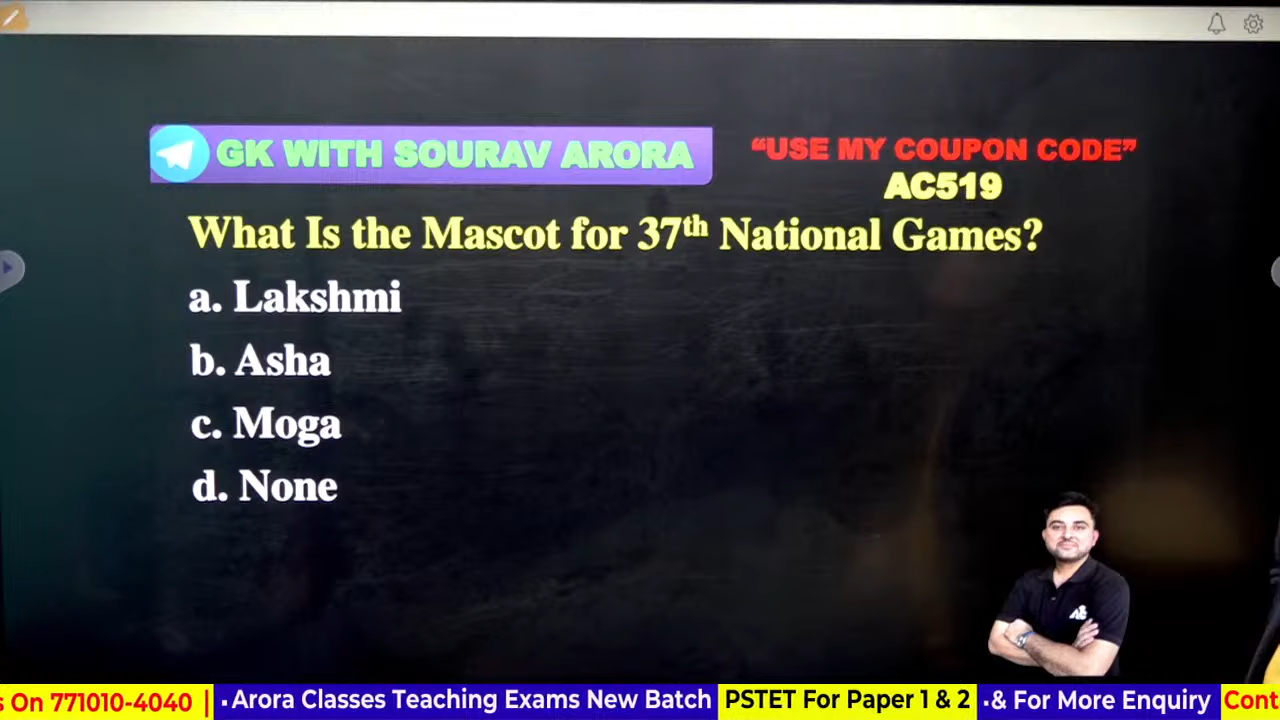 GK WITH SOURAV ARORA
“USE MY COUPON CODE”
AC519
What Is the Mascot for 37th National Games?
a. Lakshmi
b. Asha
c. Moga
d. None
s On 771010-4040 | · Arora Classes Teaching Exams New Batch PSTET For Paper 1 & 2 · & For More Enquiry Cont